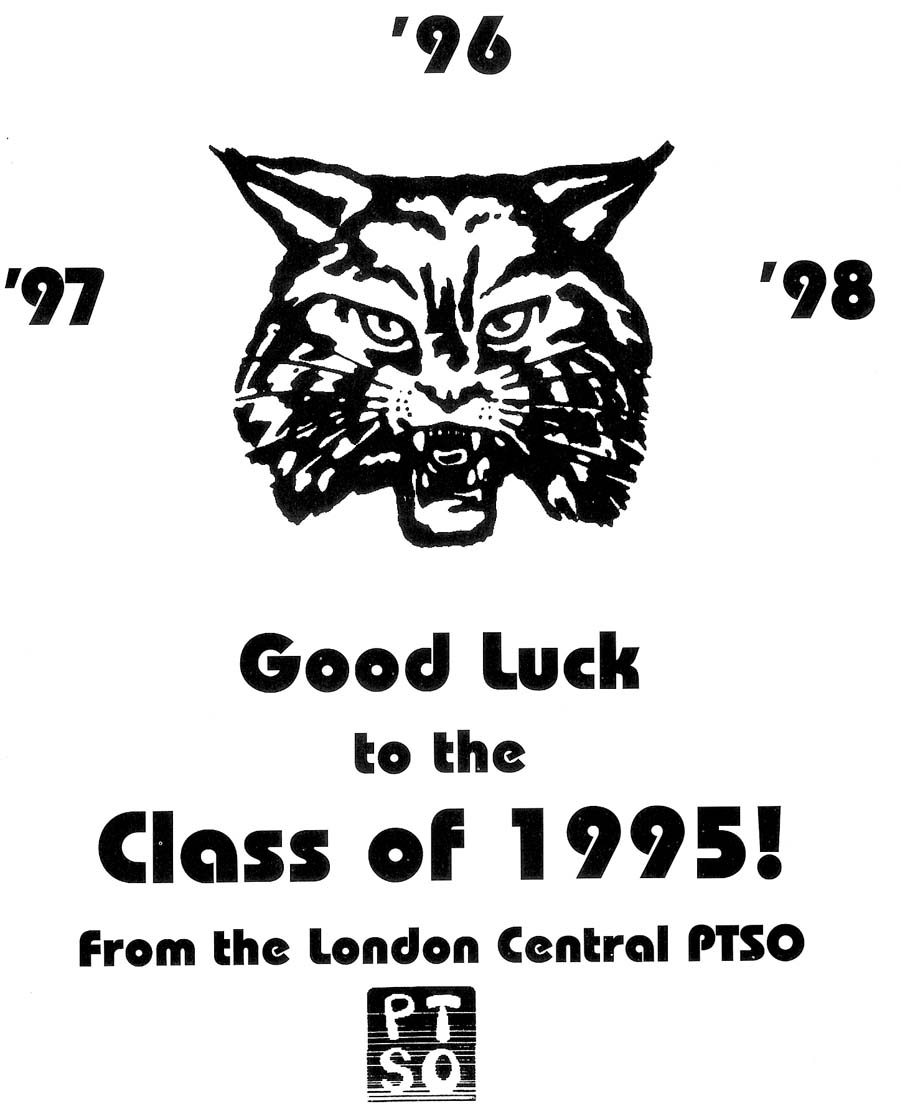 '96
'97 '98
Good Luck
to the
Class of 1995!
From the London Central PTSO
PT
SO